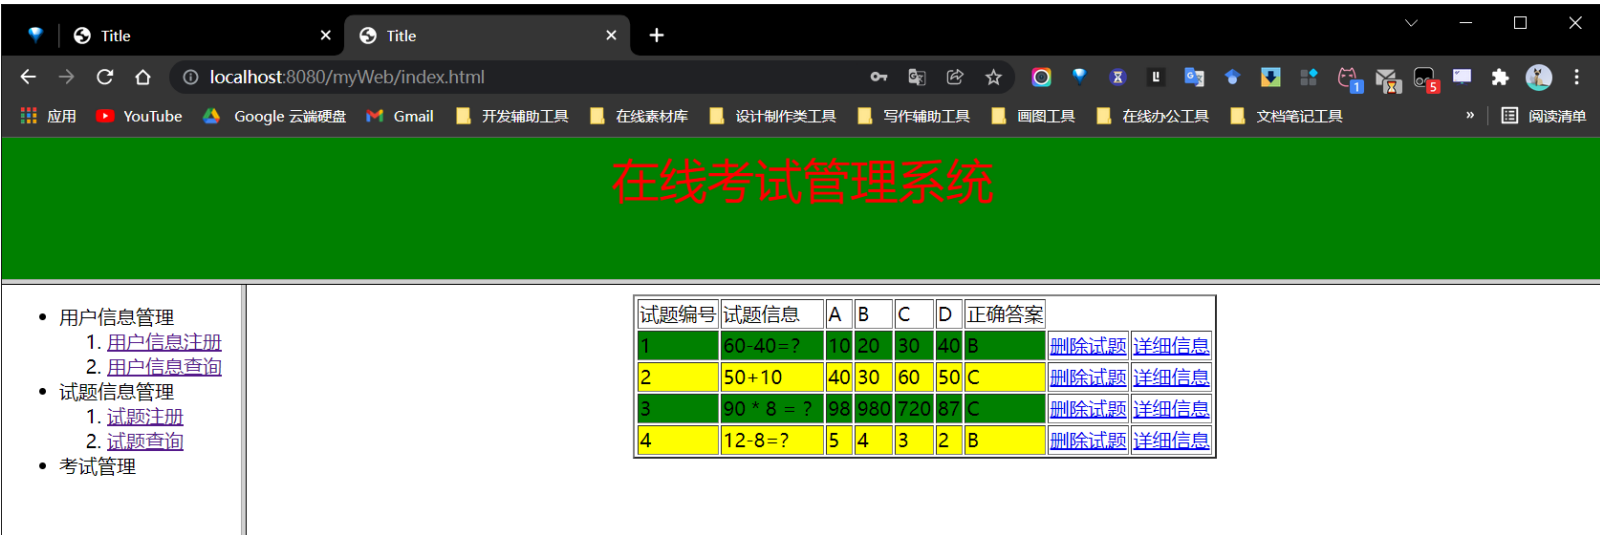 Title
Title
localhost:8080/myWeb/index.html
1
5
应用 YouTube Google 云端硬盘 Gmail 开发辅助工具 在线素材库 设计制作类工具 写作辅助工具 画图工具 在线办公工具 文档笔记工具 » 阅读清单
在线考试管理系统
用户信息管理
1. 用户信息注册
2. 用户信息查询
试题信息管理
1. 试题注册
2. 试题查询
考试管理
试题编号 试题信息 A B C D 正确答案
1 60-40=? 10 20 30 40 B 删除试题 详细信息
2 50+10 40 30 60 50 C 删除试题 详细信息
3 90 * 8 = ? 98 980 720 87 C 删除试题 详细信息
4 12-8=? 5 4 3 2 B 删除试题 详细信息